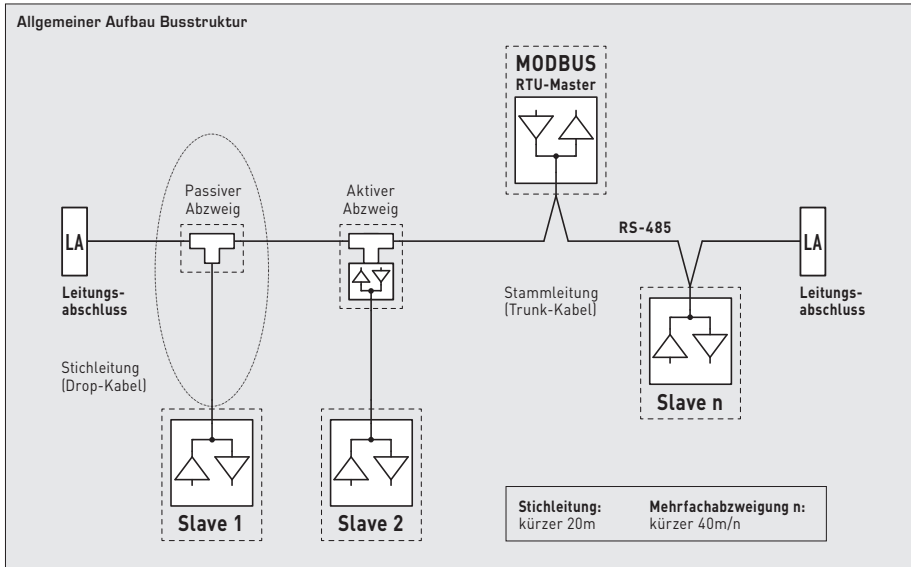 Allgemeiner Aufbau Busstruktur
MODBUS
RTU-Master
Passiver
Abzweig
Aktiver
Abzweig
LA
RS-485
LA
Leitungs-
abschluss
Stammleitung
(Trunk-Kabel)
Leitungs-
abschluss
Stichleitung
(Drop-Kabel)
Slave n
Slave 1
Slave 2
Stichleitung:
kürzer 20m
Mehrfachabzweigung n:
kürzer 40m/n